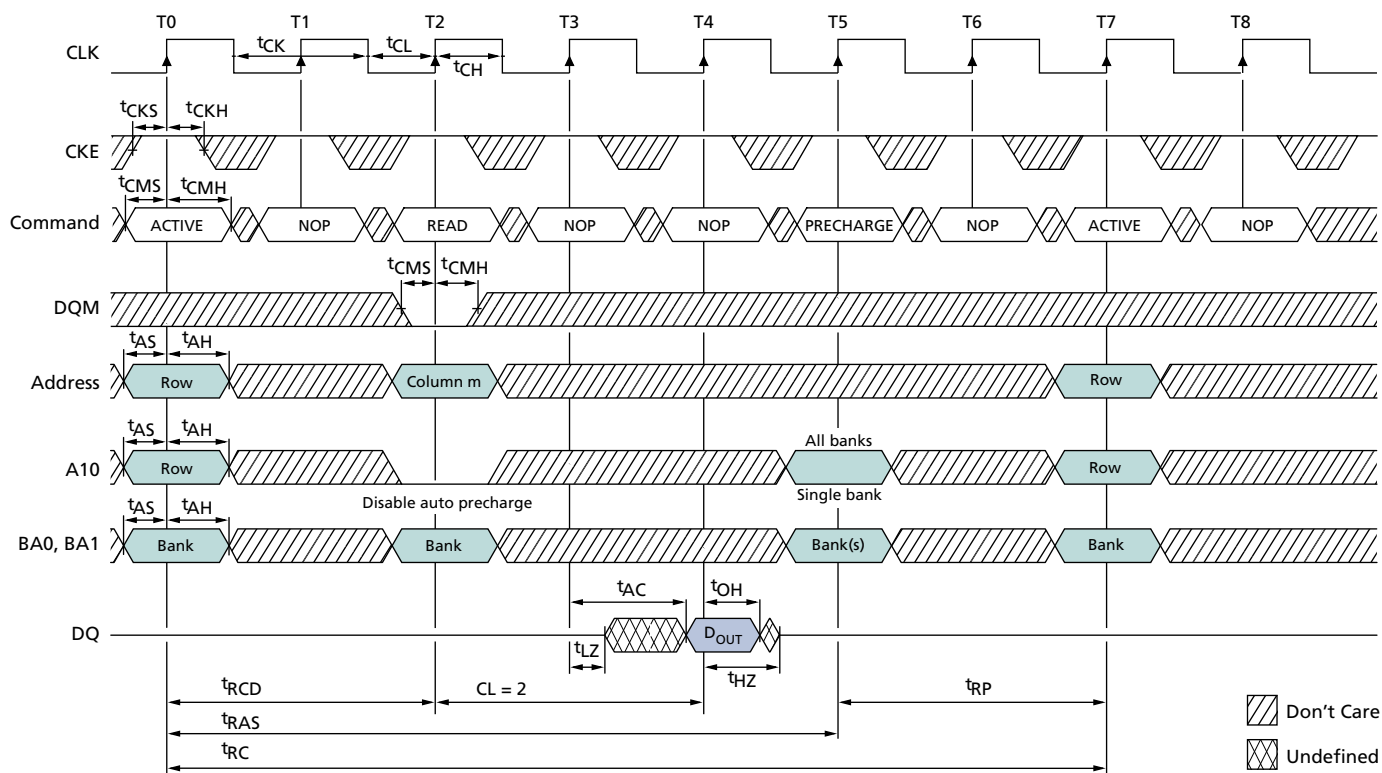 T0 T1 T2 T3 T4 T5 T6 T7 T8
CLK
tCK tCL
tCH
tCKS tCKH
CKE
tCMS tCMH
Command ACTIVE NOP READ NOP NOP PRECHARGE NOP ACTIVE NOP
tCMS tCMH
DQM
tAS tAH
Address Row Column m Row
tAS tAH All banks
A10 Row Row
Disable auto precharge Single bank
tAS tAH
BA0, BA1 Bank Bank Bank(s) Bank
tAC tOH
DQ DOUT
tLZ tHZ
tRCD CL = 2 tRP
tRAS
tRC
Don't Care
Undefined